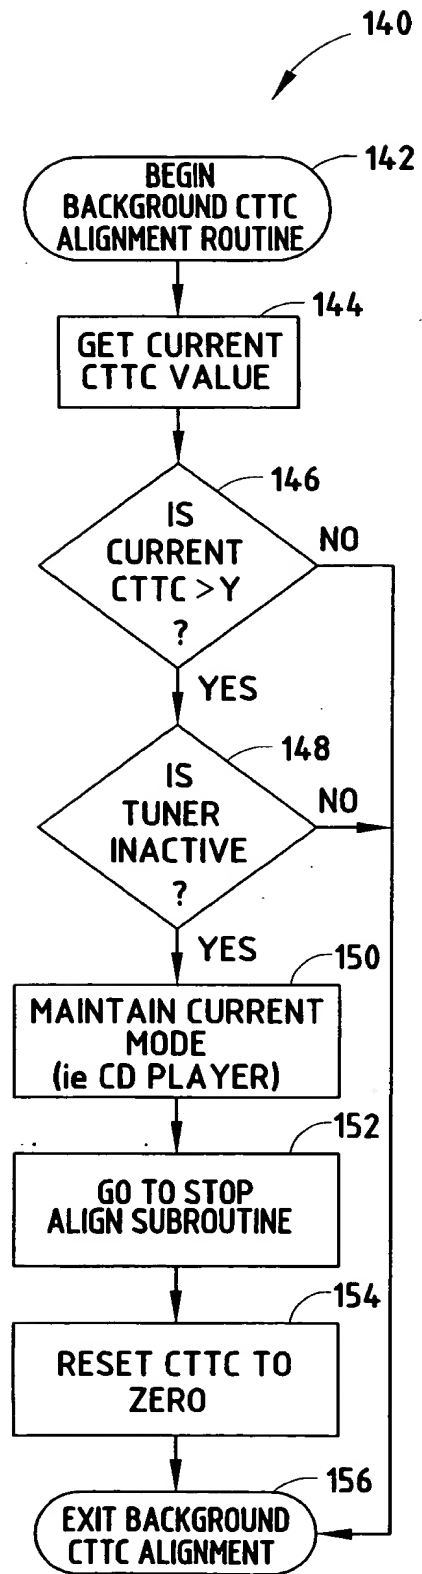 140
142
BEGIN
BACKGROUND CTTC
ALIGNMENT ROUTINE
144
GET CURRENT
CTTC VALUE
146
IS
CURRENT
CTTC > Y
?
NO
YES
148
IS
TUNER
INACTIVE
?
NO
YES
150
MAINTAIN CURRENT
MODE
(ie CD PLAYER)
152
GO TO STOP
ALIGN SUBROUTINE
154
RESET CTTC TO
ZERO
156
EXIT BACKGROUND
CTTC ALIGNMENT